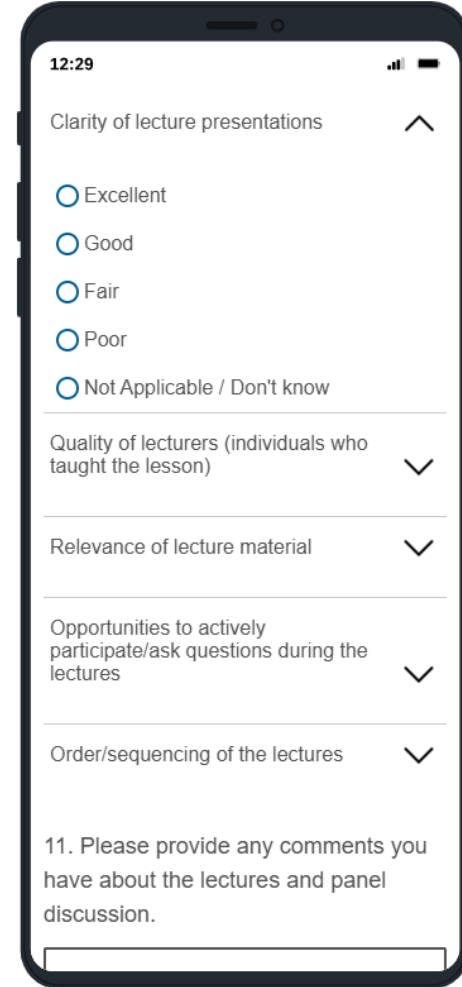 12:29
Clarity of lecture presentations
Excellent
Good
Fair
Poor
Not Applicable / Don't know
Quality of lecturers (individuals who
taught the lesson)
Relevance of lecture material
Opportunities to actively
participate/ask questions during the
lectures
Order/sequencing of the lectures
11. Please provide any comments you
have about the lectures and panel
discussion.